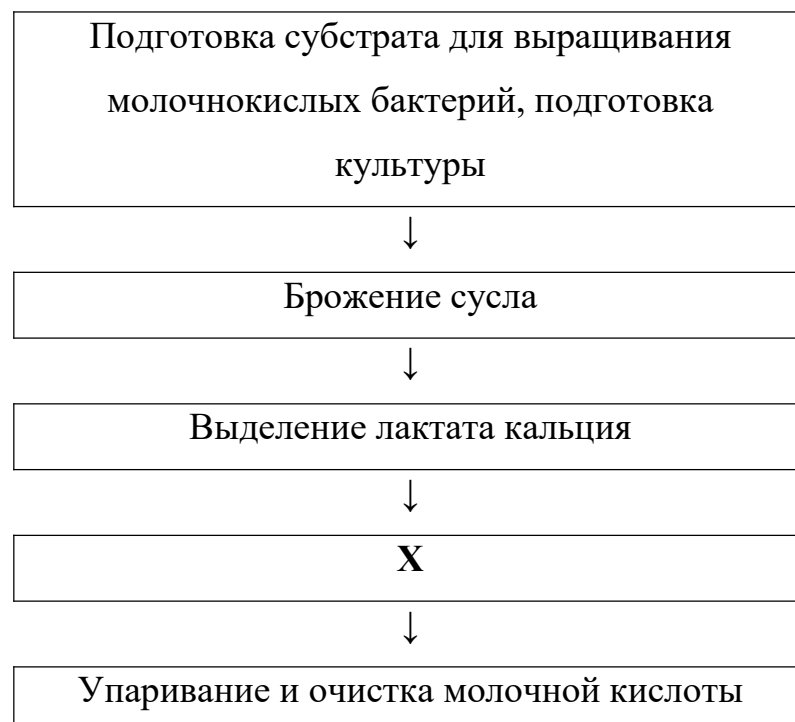 Подготовка субстрата для выращивания
молочнокислых бактерий, подготовка
культуры
↓
Брожение сусла
↓
Выделение лактата кальция
↓
X
↓
Упаривание и очистка молочной кислоты